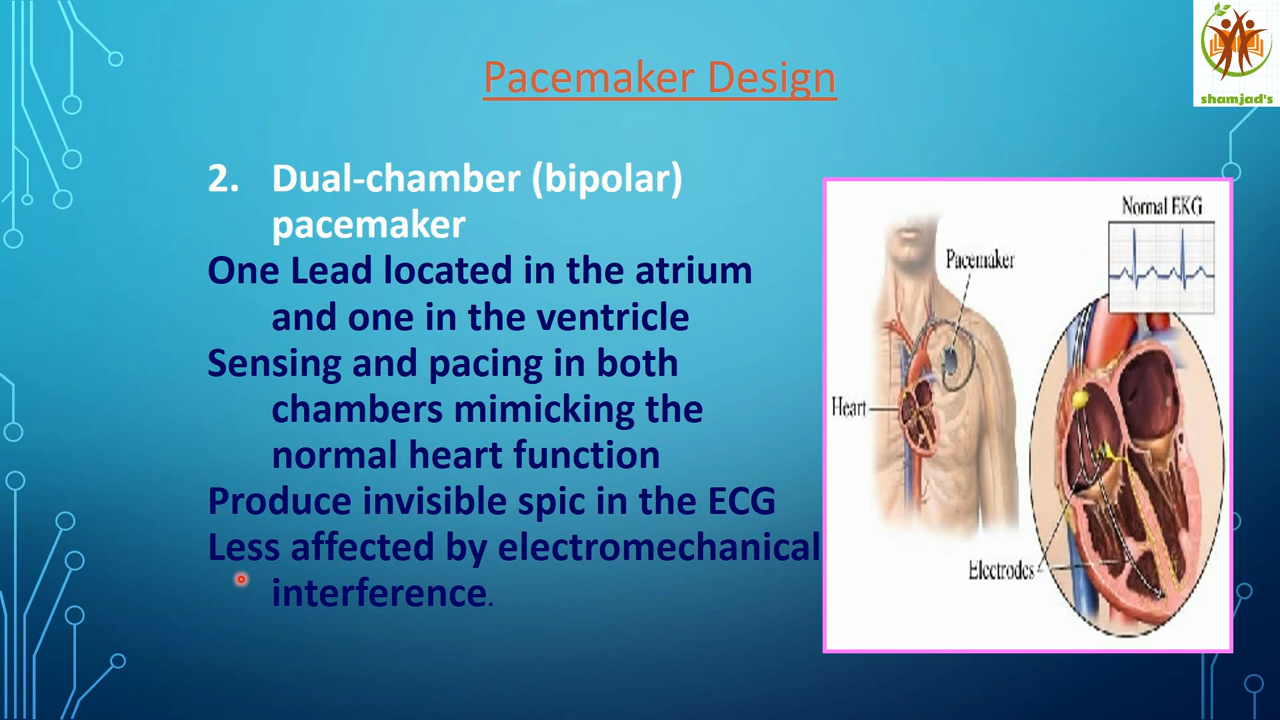 shamjad's
Pacemaker Design
2. Dual-chamber (bipolar)
pacemaker
One Lead located in the atrium
and one in the ventricle
Sensing and pacing in both
chambers mimicking the
normal heart function
Produce invisible spic in the ECG
Less affected by electromechanical
interference.
Normal EKG
Pacemaker
Heart
Electrodes